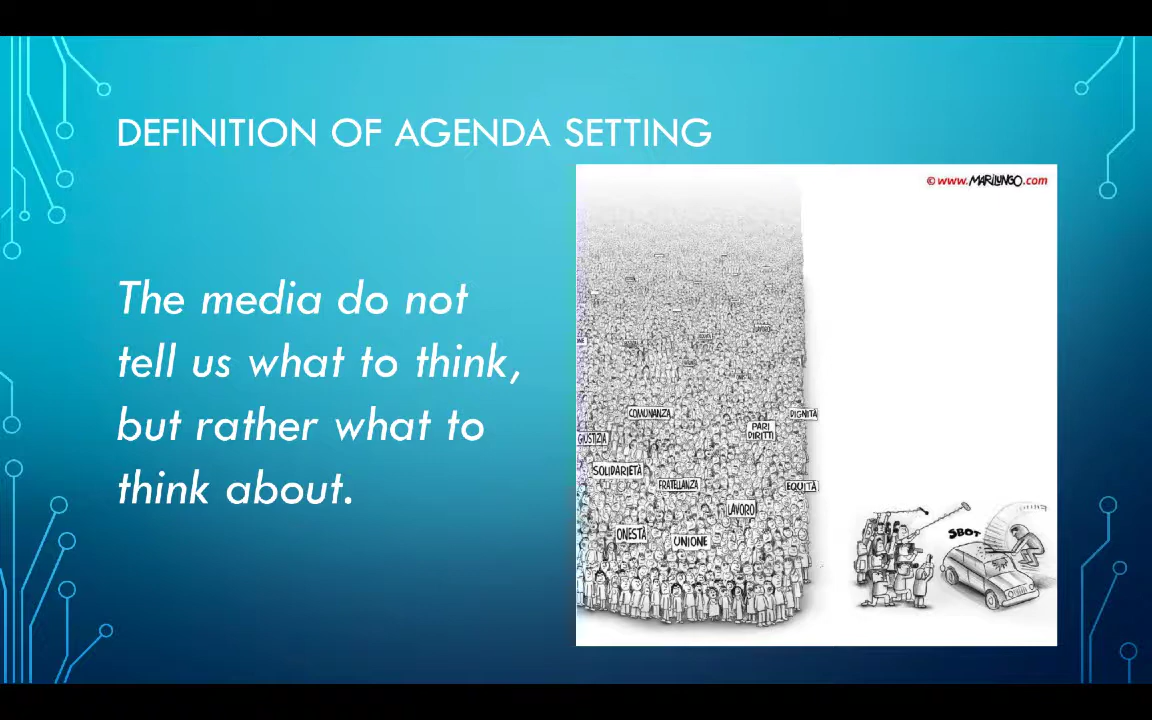 DEFINITION OF AGENDA SETTING
© www.MARILUNGO.com
The media do not
tell us what to think,
but rather what to
think about.
COMUNANZA
DIGNITÀ
PARI
DIRITTI
GIUSTIZIA
SOLIDARIETÀ
FRATELLANZA
EQUITÀ
LAVORO
ONESTÀ
UNIONE
SBOT